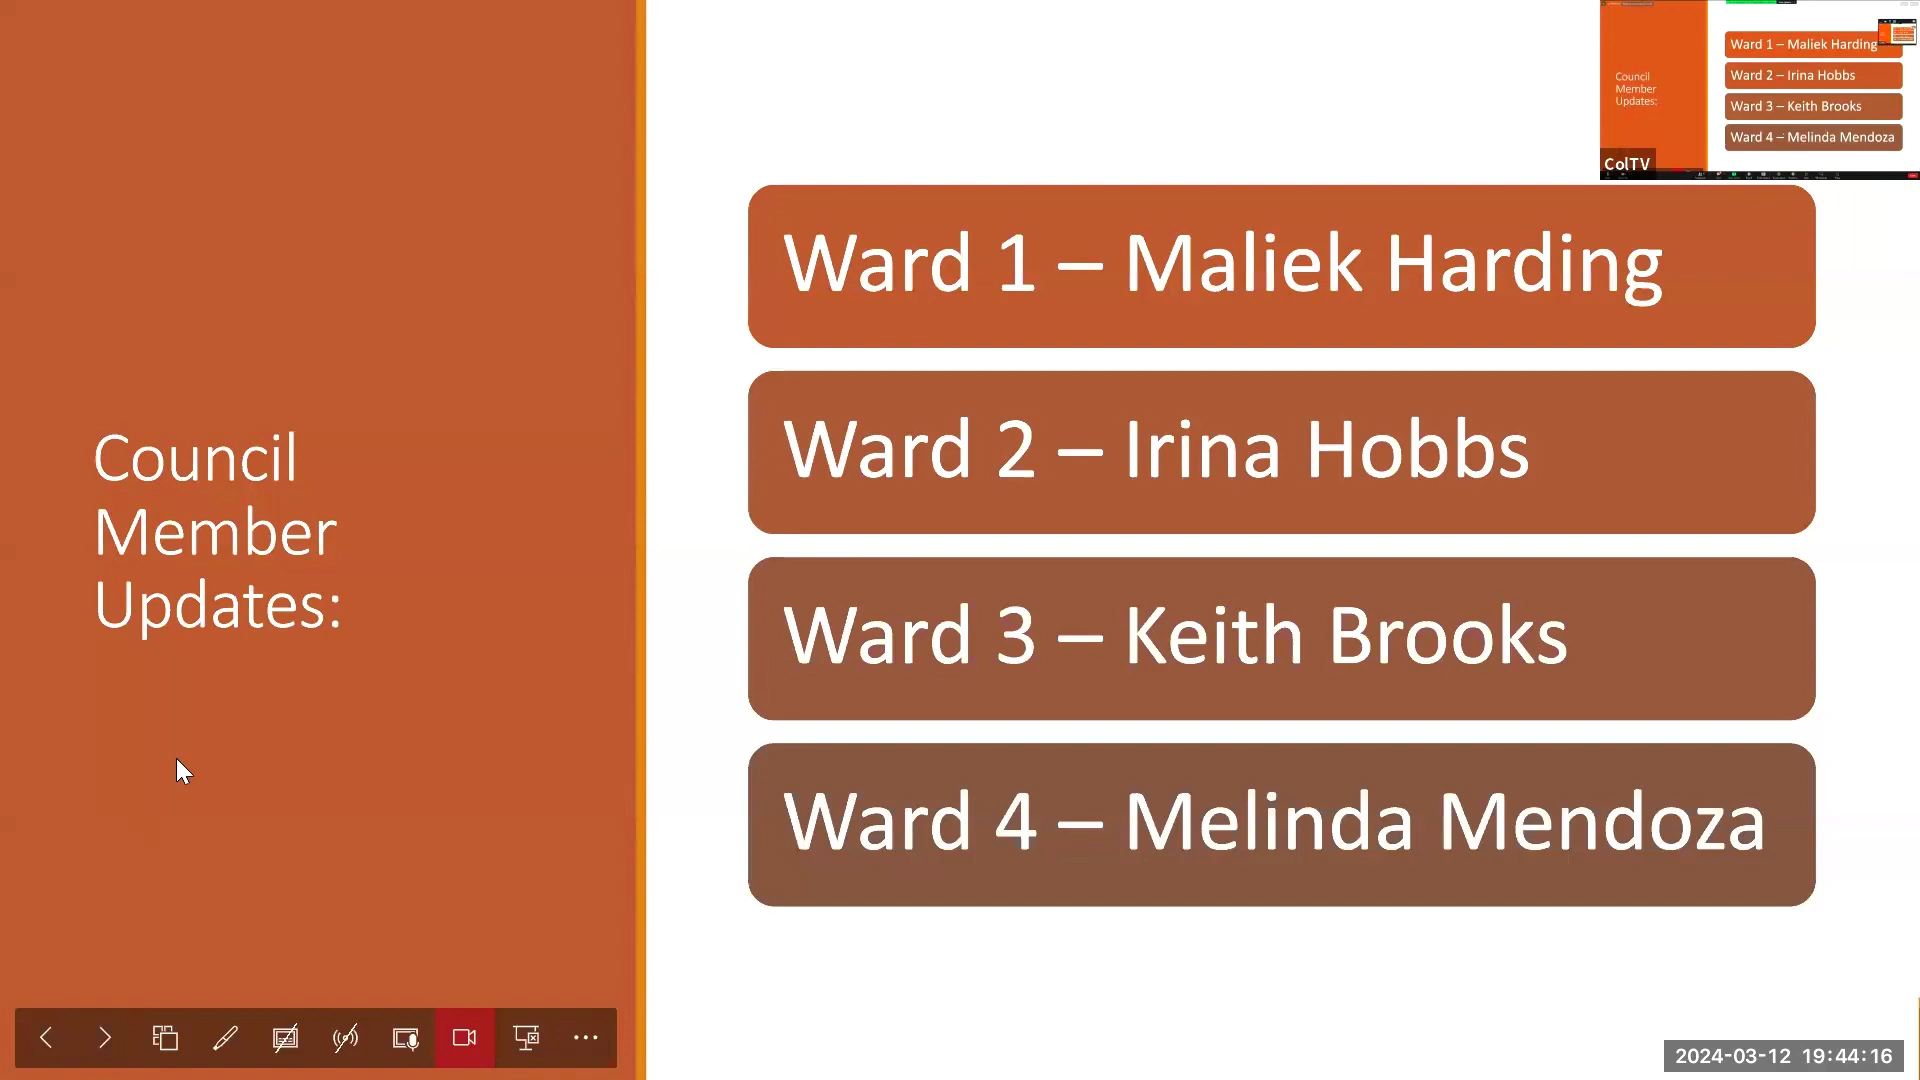 Council
Member
Updates:
Ward 1 – Maliek Harding
Ward 2 – Irina Hobbs
Ward 3 – Keith Brooks
Ward 4 – Melinda Mendoza
Council
Member
Updates:
Ward 1 – Maliek Harding
Ward 2 – Irina Hobbs
Ward 3 – Keith Brooks
Ward 4 – Melinda Mendoza
ColTV
2024-03-12 19:44:16